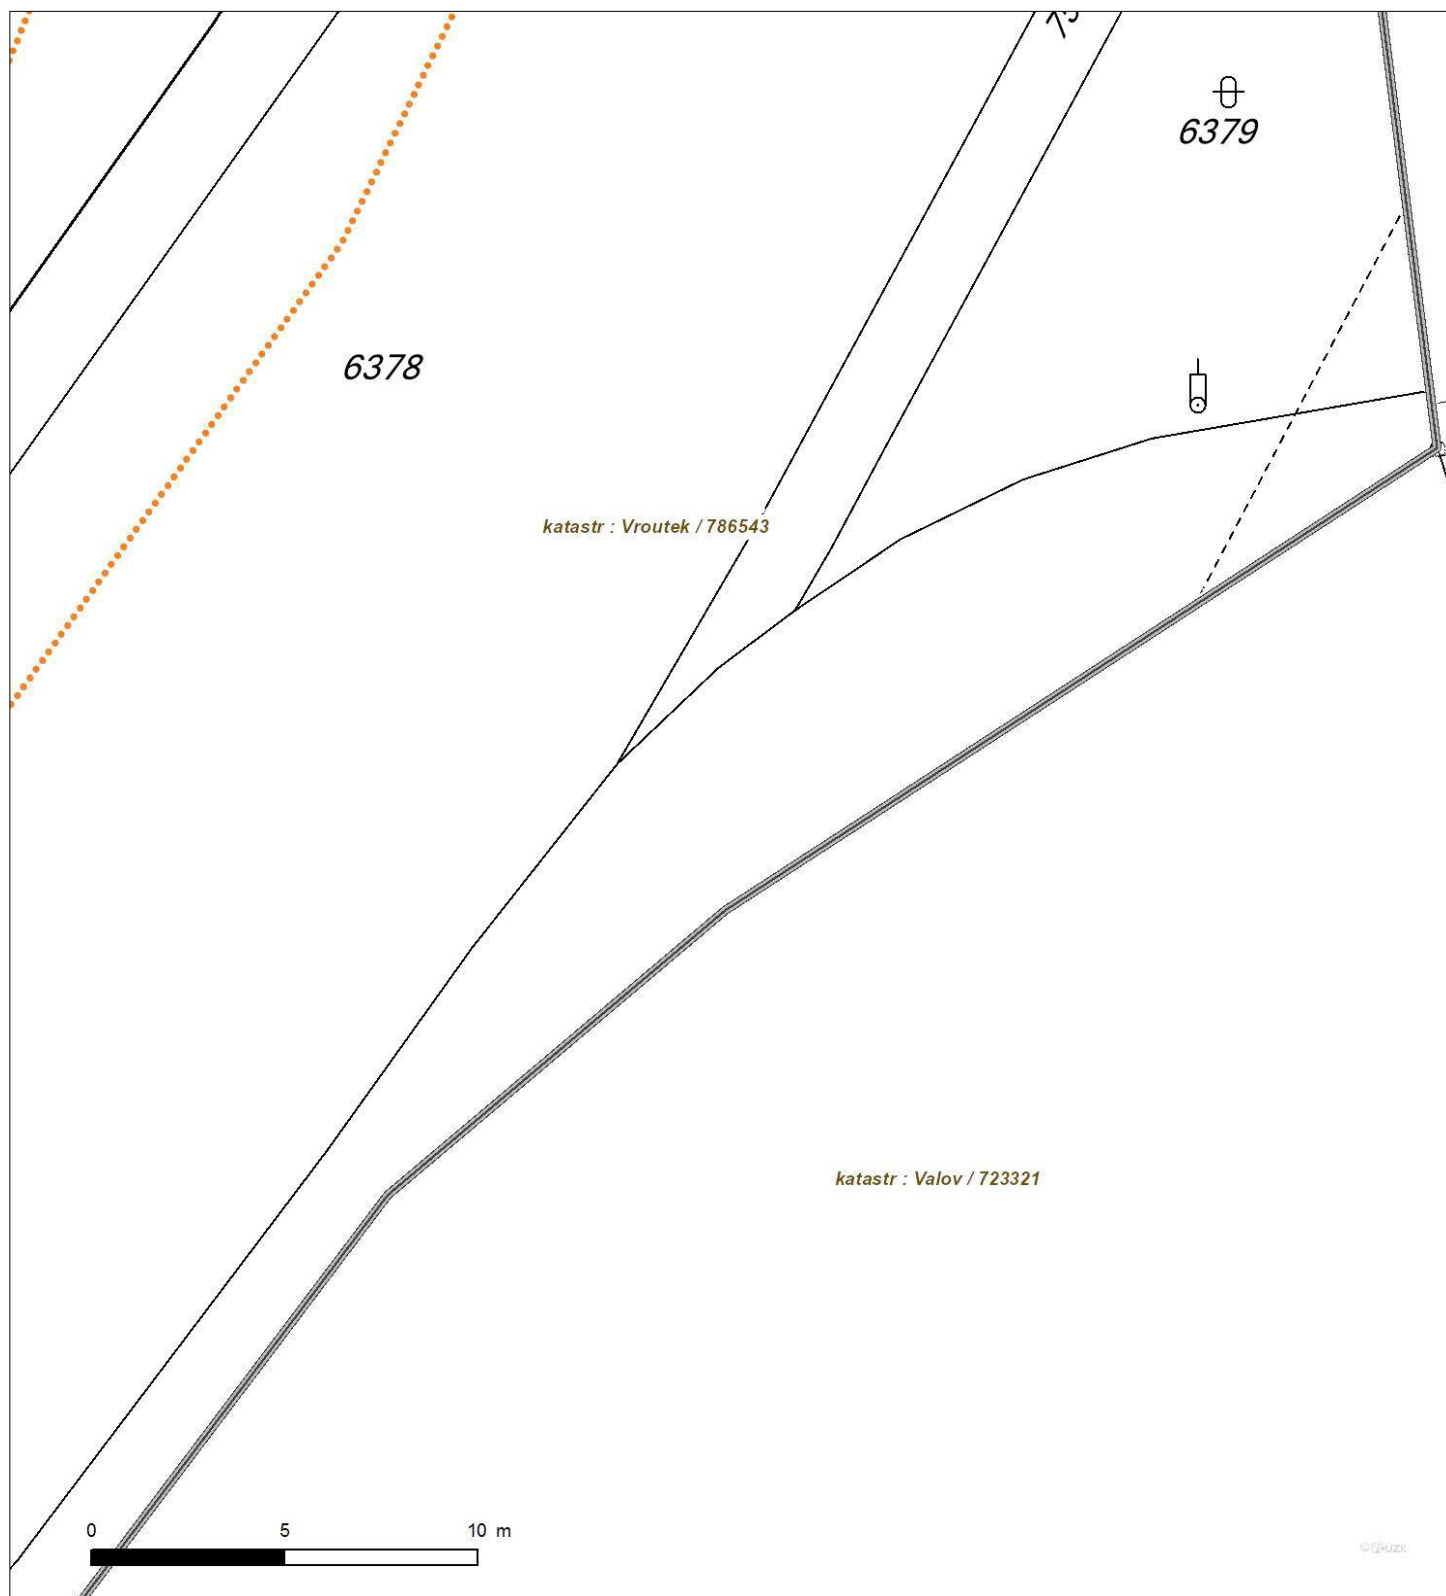 6379
6378
katastr : Vroutek / 786543
katastr : Valov / 723321
0 5 10 m